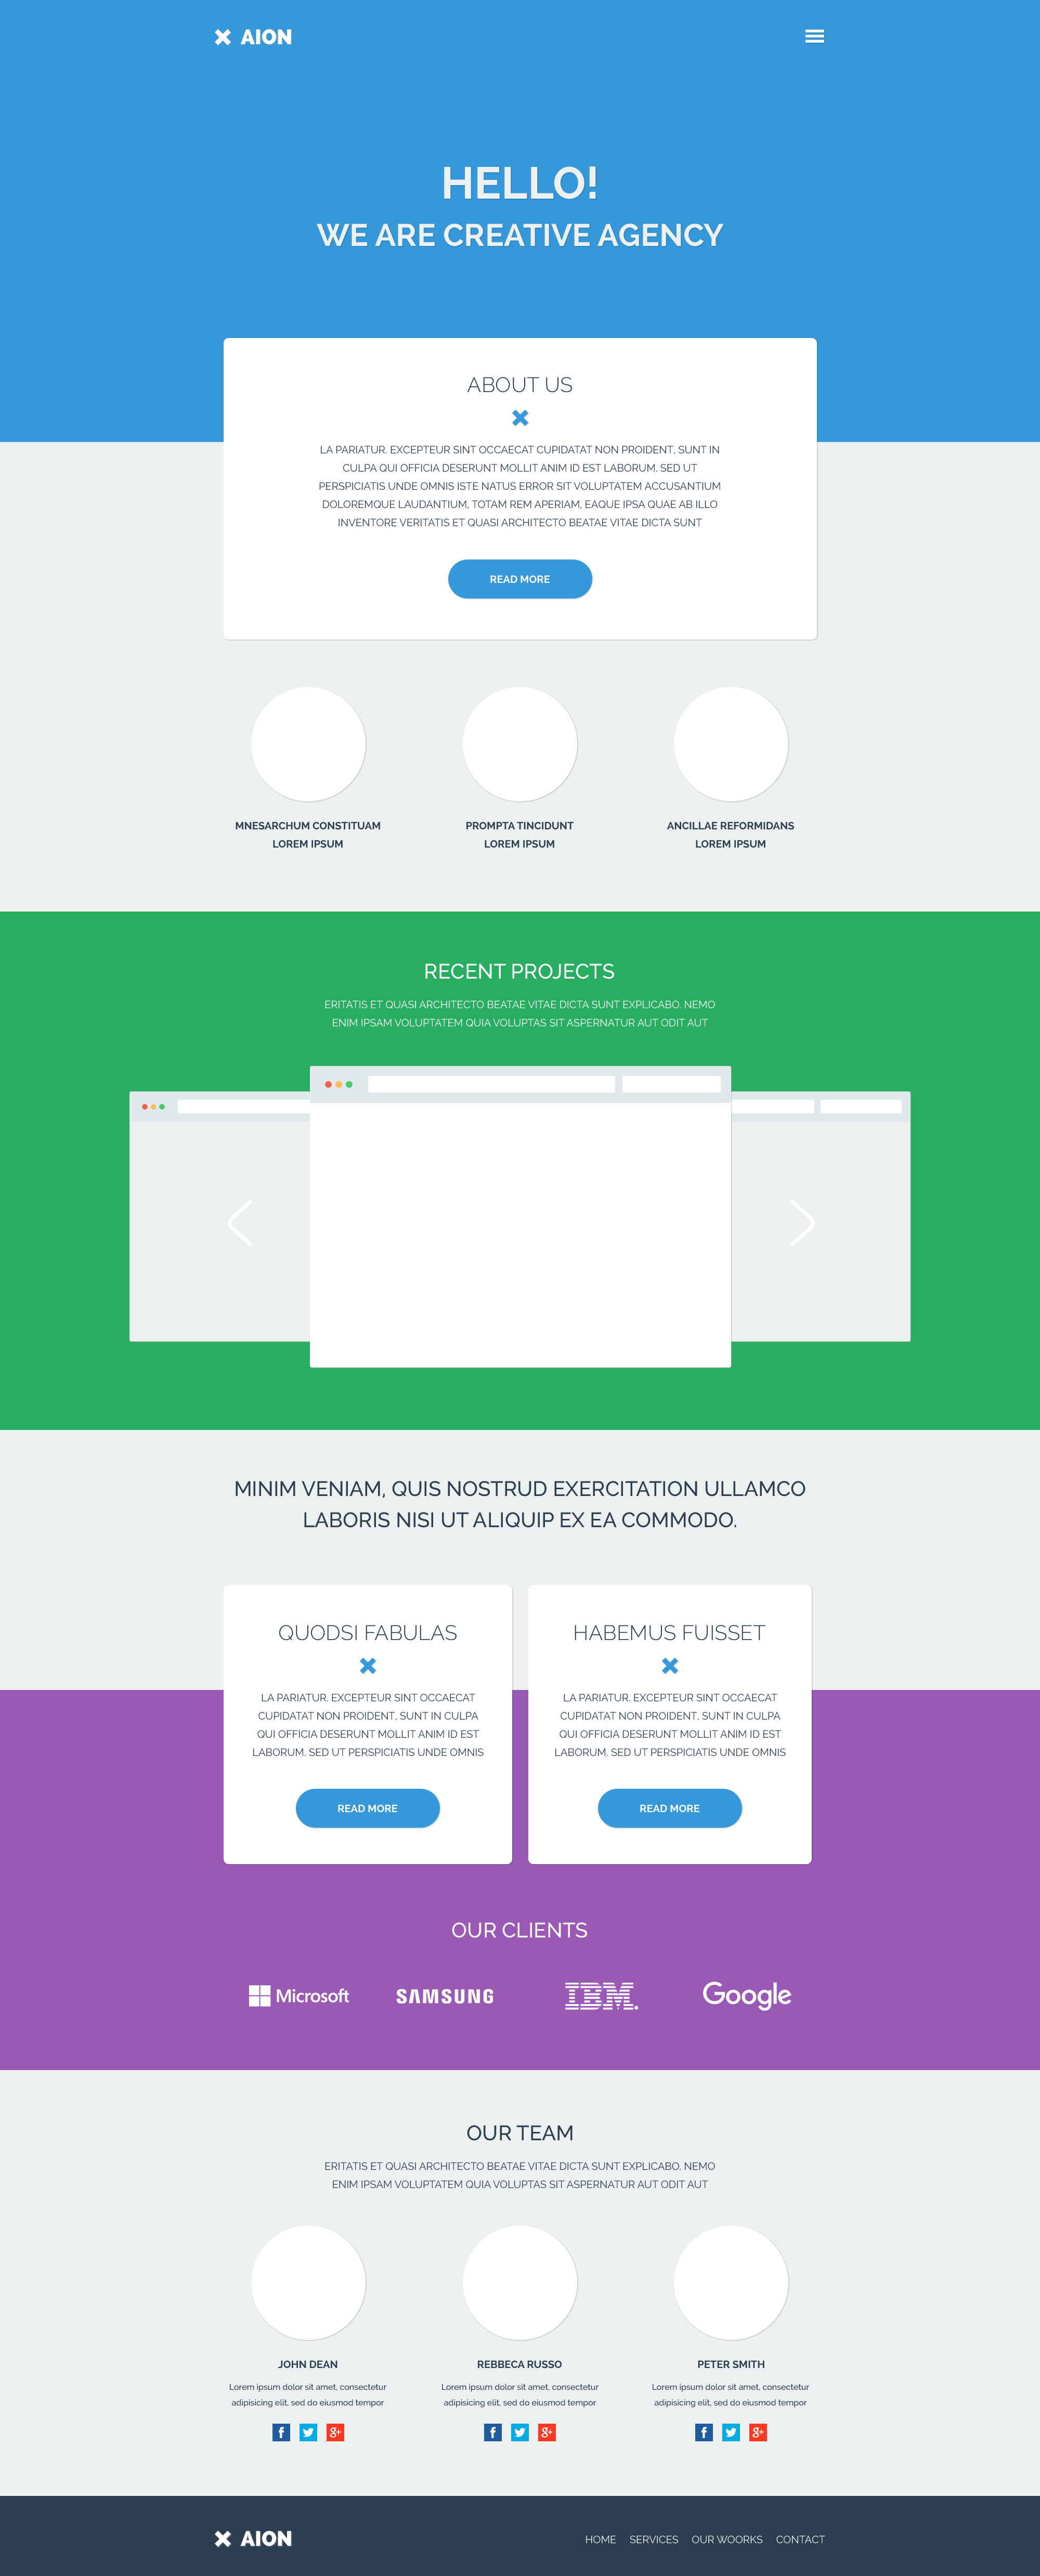 AION
HELLO!
WE ARE CREATIVE AGENCY
ABOUT US
LA PARIATUR. EXCEPTEUR SINT OCCAECAT CUPIDATAT NON PROIDENT, SUNT IN
CULPA QUI OFFICIA DESERUNT MOLLIT ANIM ID EST LABORUM. SED UT
PERSPICIATIS UNDE OMNIS ISTE NATUS ERROR SIT VOLUPTATEM ACCUSANTIUM
DOLOREMQUE LAUDANTIUM, TOTAM REM APERIAM, EAQUE IPSA QUAE AB ILLO
INVENTORE VERITATIS ET QUASI ARCHITECTO BEATAE VITAE DICTA SUNT
READ MORE
MNESARCHUM CONSTITUAM
LOREM IPSUM
PROMPTA TINCIDUNT
LOREM IPSUM
ANCILLAE REFORMIDANS
LOREM IPSUM
RECENT PROJECTS
ERITATIS ET QUASI ARCHITECTO BEATAE VITAE DICTA SUNT EXPLICABO. NEMO
ENIM IPSAM VOLUPTATEM QUIA VOLUPTAS SIT ASPERNATUR AUT ODIT AUT
MINIM VENIAM, QUIS NOSTRUD EXERCITATION ULLAMCO
LABORIS NISI UT ALIQUIP EX EA COMMODO.
QUODSI FABULAS
LA PARIATUR. EXCEPTEUR SINT OCCAECAT
CUPIDATAT NON PROIDENT, SUNT IN CULPA
QUI OFFICIA DESERUNT MOLLIT ANIM ID EST
LABORUM. SED UT PERSPICIATIS UNDE OMNIS
READ MORE
HABEMUS FUISSET
LA PARIATUR. EXCEPTEUR SINT OCCAECAT
CUPIDATAT NON PROIDENT, SUNT IN CULPA
QUI OFFICIA DESERUNT MOLLIT ANIM ID EST
LABORUM. SED UT PERSPICIATIS UNDE OMNIS
READ MORE
OUR CLIENTS
Microsoft
SAMSUNG
IBM.
Google
OUR TEAM
ERITATIS ET QUASI ARCHITECTO BEATAE VITAE DICTA SUNT EXPLICABO. NEMO
ENIM IPSAM VOLUPTATEM QUIA VOLUPTAS SIT ASPERNATUR AUT ODIT AUT
JOHN DEAN
Lorem ipsum dolor sit amet, consectetur
adipisicing elit, sed do eiusmod tempor
f g+
REBBECA RUSSO
Lorem ipsum dolor sit amet, consectetur
adipisicing elit, sed do eiusmod tempor
f g+
PETER SMITH
Lorem ipsum dolor sit amet, consectetur
adipisicing elit, sed do eiusmod tempor
f g+
AION
HOME SERVICES OUR WOORKS CONTACT